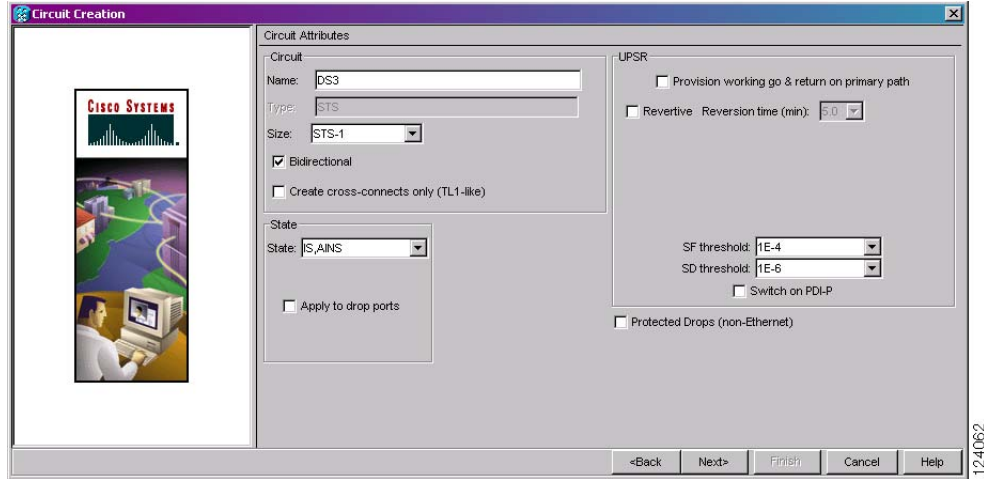 Circuit Creation
CISCO SYSTEMS
Circuit Attributes
Circuit
Name: DS3
Type: STS
Size: STS-1
Bidirectional
Create cross-connects only (TL1-like)
State
State: IS,AINS
Apply to drop ports
UPSR
Provision working go & return on primary path
Revertive Reversion time (min): 5.0
SF threshold: 1E-4
SD threshold: 1E-6
Switch on PDI-P
Protected Drops (non-Ethernet)
<Back Next> Finish Cancel Help
124062